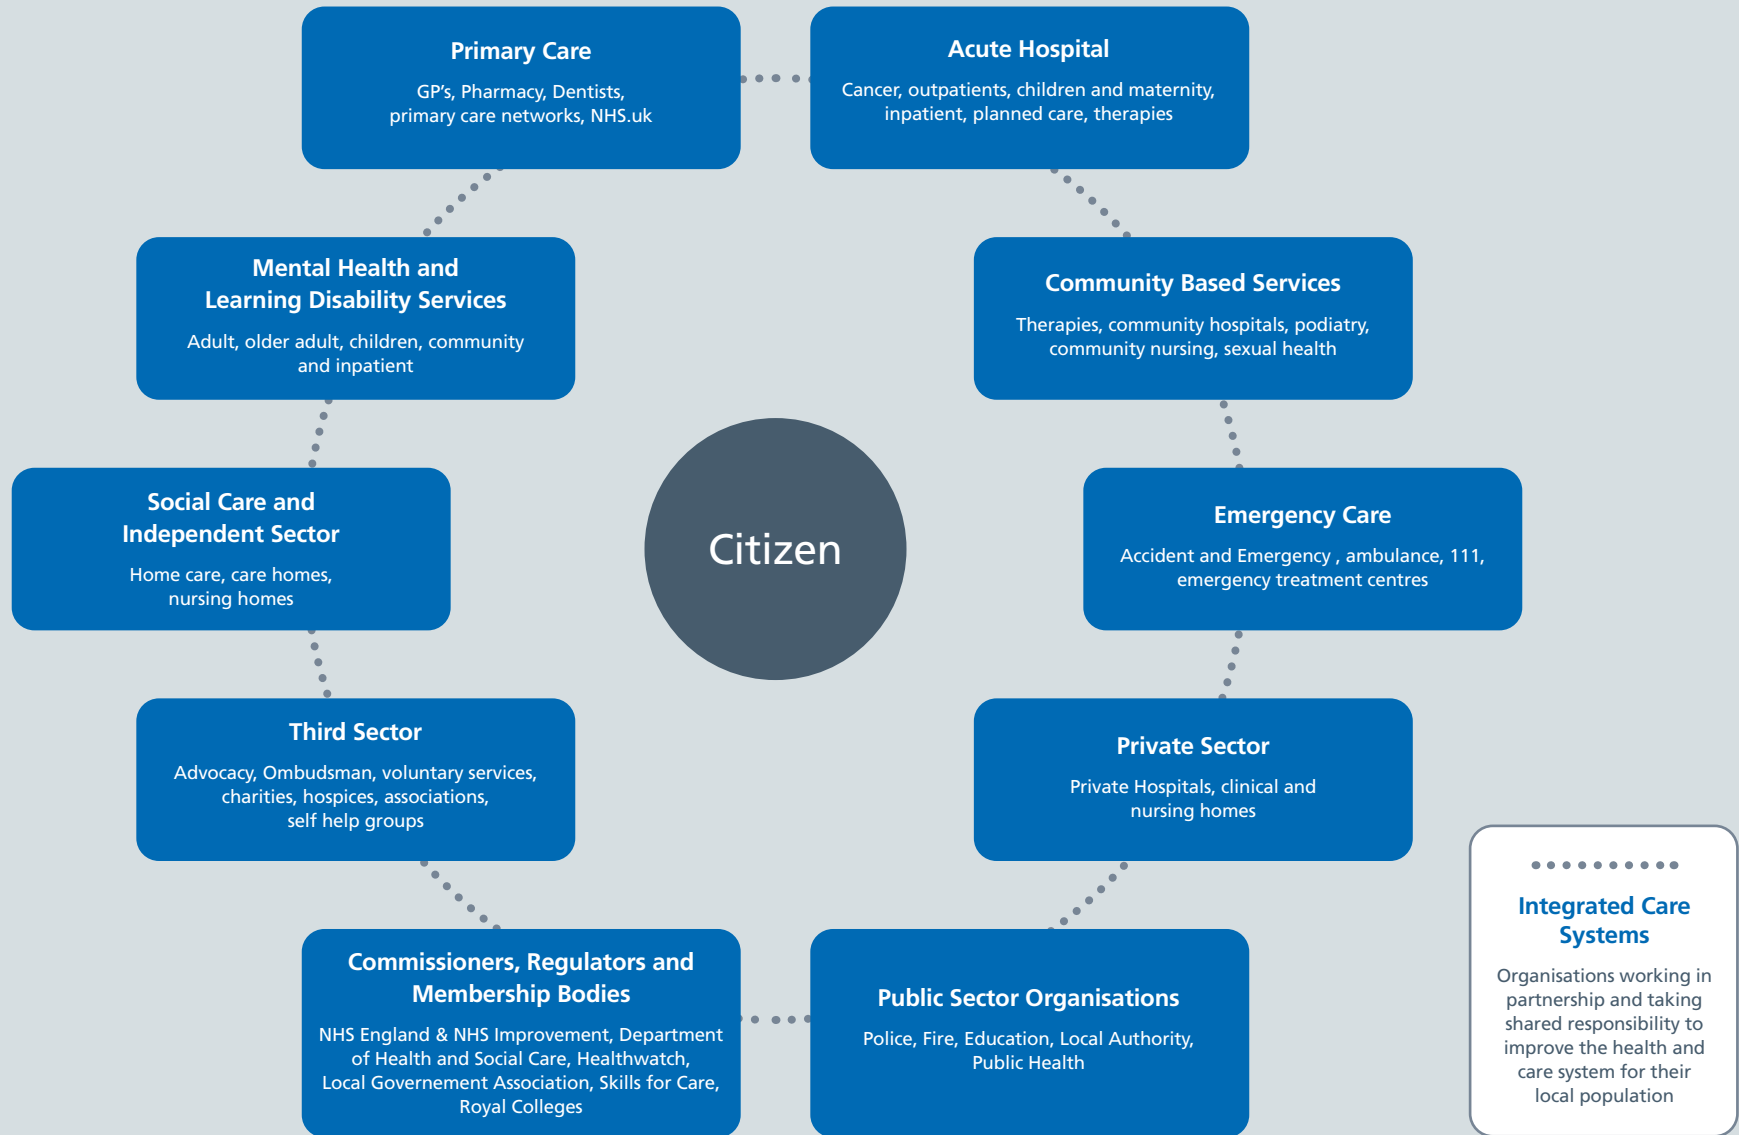 Primary Care
GP's, Pharmacy, Dentists,
primary care networks, NHS.uk
Acute Hospital
Cancer, outpatients, children and maternity,
inpatient, planned care, therapies
Mental Health and
Learning Disability Services
Adult, older adult, children, community
and inpatient
Community Based Services
Therapies, community hospitals, podiatry,
community nursing, sexual health
Social Care and
Independent Sector
Home care, care homes,
nursing homes
Citizen
Emergency Care
Accident and Emergency , ambulance, 111,
emergency treatment centres
Third Sector
Advocacy, Ombudsman, voluntary services,
charities, hospices, associations,
self help groups
Private Sector
Private Hospitals, clinical and
nursing homes
Commissioners, Regulators and
Membership Bodies
NHS England & NHS Improvement, Department
of Health and Social Care, Healthwatch,
Local Governement Association, Skills for Care,
Royal Colleges
Public Sector Organisations
Police, Fire, Education, Local Authority,
Public Health
Integrated Care
Systems
Organisations working in
partnership and taking
shared responsibility to
improve the health and
care system for their
local population